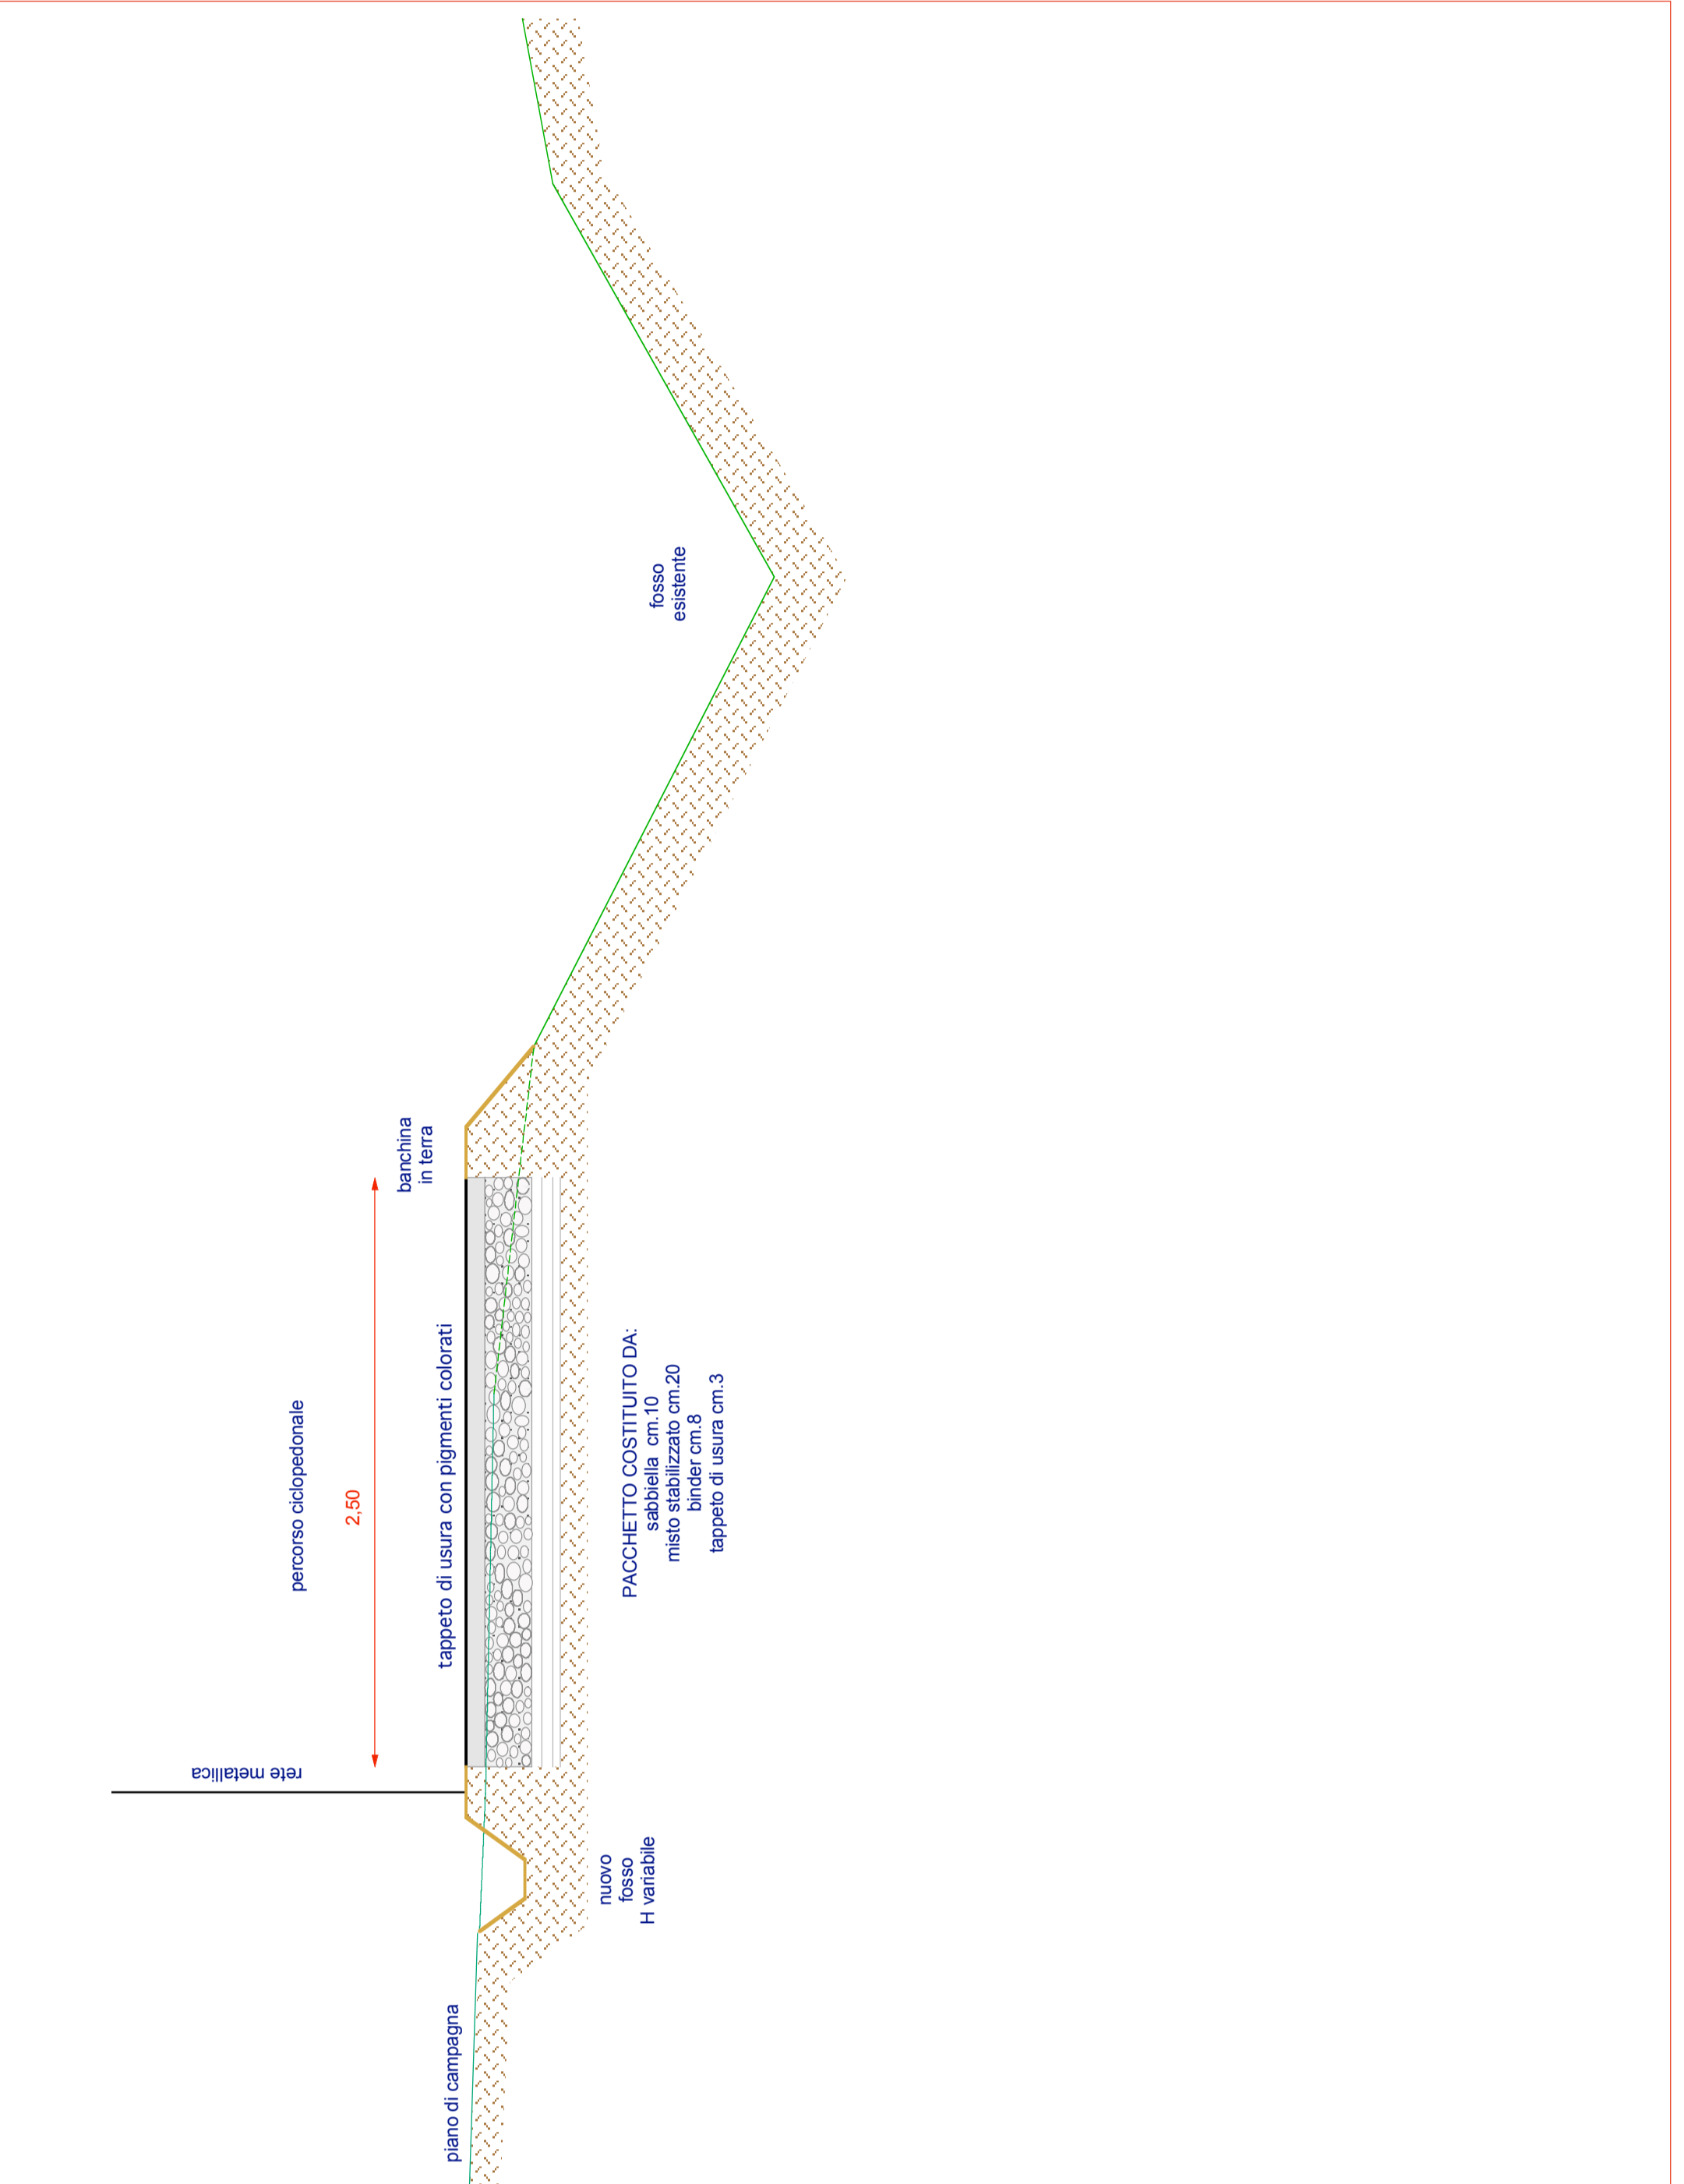 piano di campagna
rete metallica
nuovo
fosso
H variabile
percorso ciclopedonale
2,50
tappeto di usura con pigmenti colorati
PACCHETTO COSTITUITO DA:
sabbiella cm.10
misto stabilizzato cm.20
binder cm.8
tappeto di usura cm.3
banchina
in terra
fosso
esistente